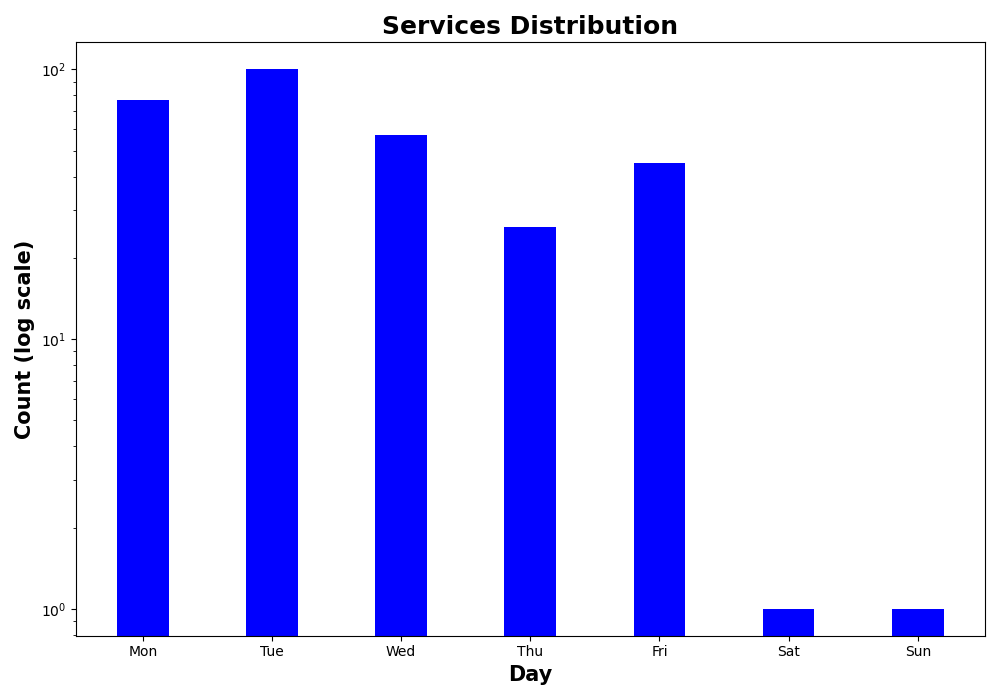 Services Distribution
Count (log scale)
10²
10¹
10⁰
Mon Tue Wed Thu Fri Sat Sun
Day